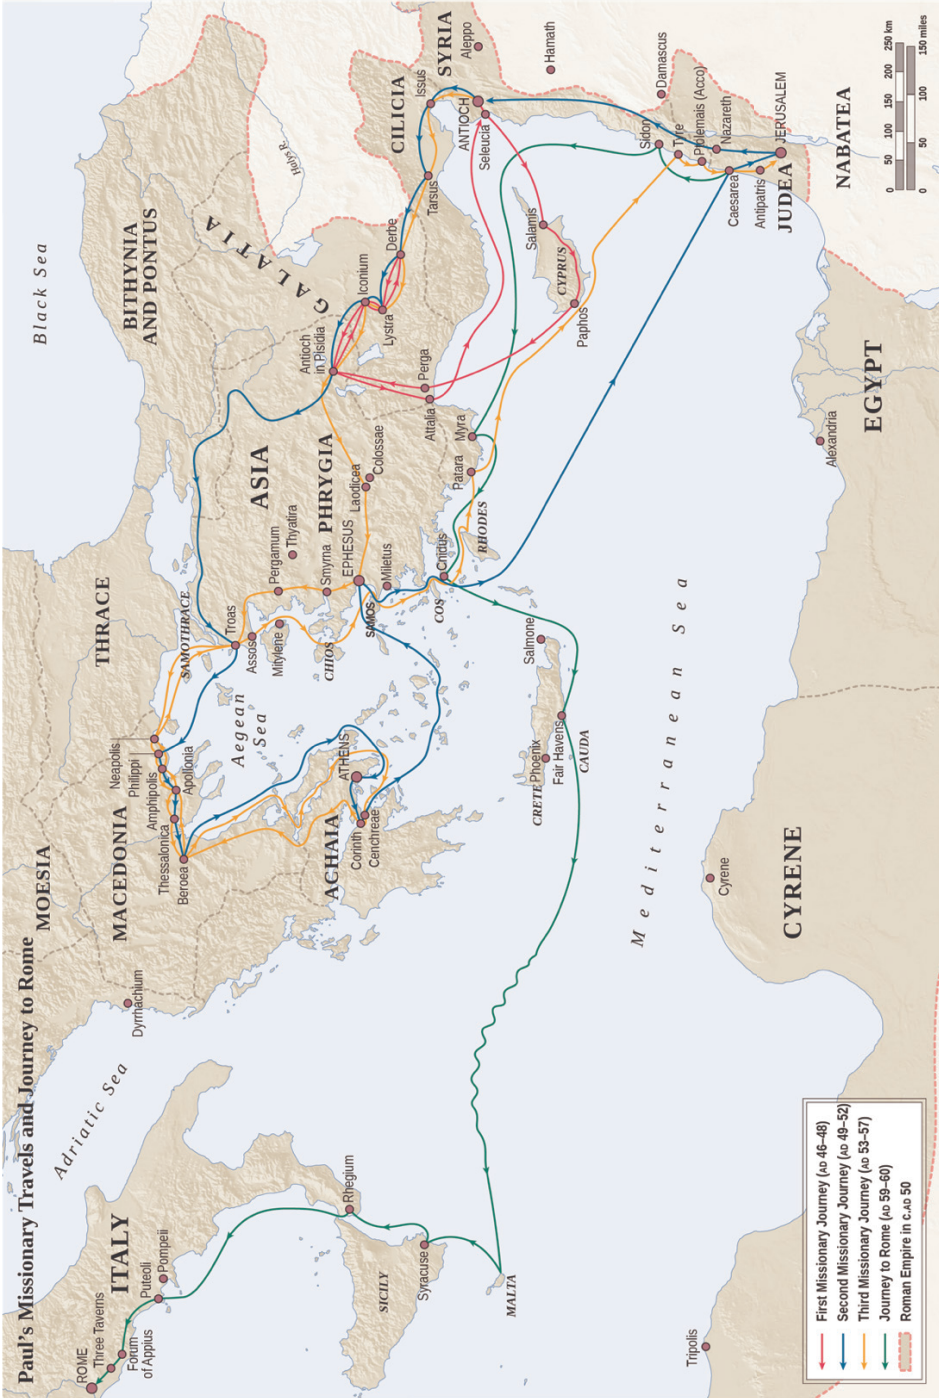 Paul's Missionary Travels and Journey to Rome
Black Sea
Adriatic Sea
Aegean
Sea
Mediterranean Sea
ITALY
ROME
Three Taverns
Forum
of Appius
Puteoli
Pompeii
Rhegium
SICILY
Syracuse
MALTA
Tripolis
MOESIA
Dyrrhachium
MACEDONIA
THRACE
Neapolis
Philippi
Amphipolis
Apollonia
Thessalonica
Beroea
ACHAIA
ATHENS
Corinth
Cenchreae
SAMOTHRACE
Troas
Assos
Mitylene
CHIOS
Pergamum
Thyatira
Smyrna
EPHESUS
SAMOS
Miletus
COS
Cnidus
RHODES
ASIA
PHRYGIA
Laodicea
Colossae
Patara
Myra
Attalia
Perga
Antioch
in Pisidia
BITHYNIA
AND PONTUS
GALATIA
Halys R.
Iconium
Lystra
Derbe
CILICIA
Tarsus
Issus
SYRIA
Aleppo
ANTIOCH
Seleucia
Hamath
Salamis
CYPRUS
Paphos
Damascus
Sidon
Tyre
Ptolemais (Acco)
Nazareth
Caesarea
Antipatris
JERUSALEM
JUDEA
NABATEA
Salmone
CRETE
Phoenix
Fair Havens
CAUDA
Cyrene
CYRENE
Alexandria
EGYPT
First Missionary Journey (AD 46–48)
Second Missionary Journey (AD 49–52)
Third Missionary Journey (AD 53–57)
Journey to Rome (AD 59–60)
Roman Empire in c.AD 50
0 50 100 150 200 250 km
0 50 100 150 miles